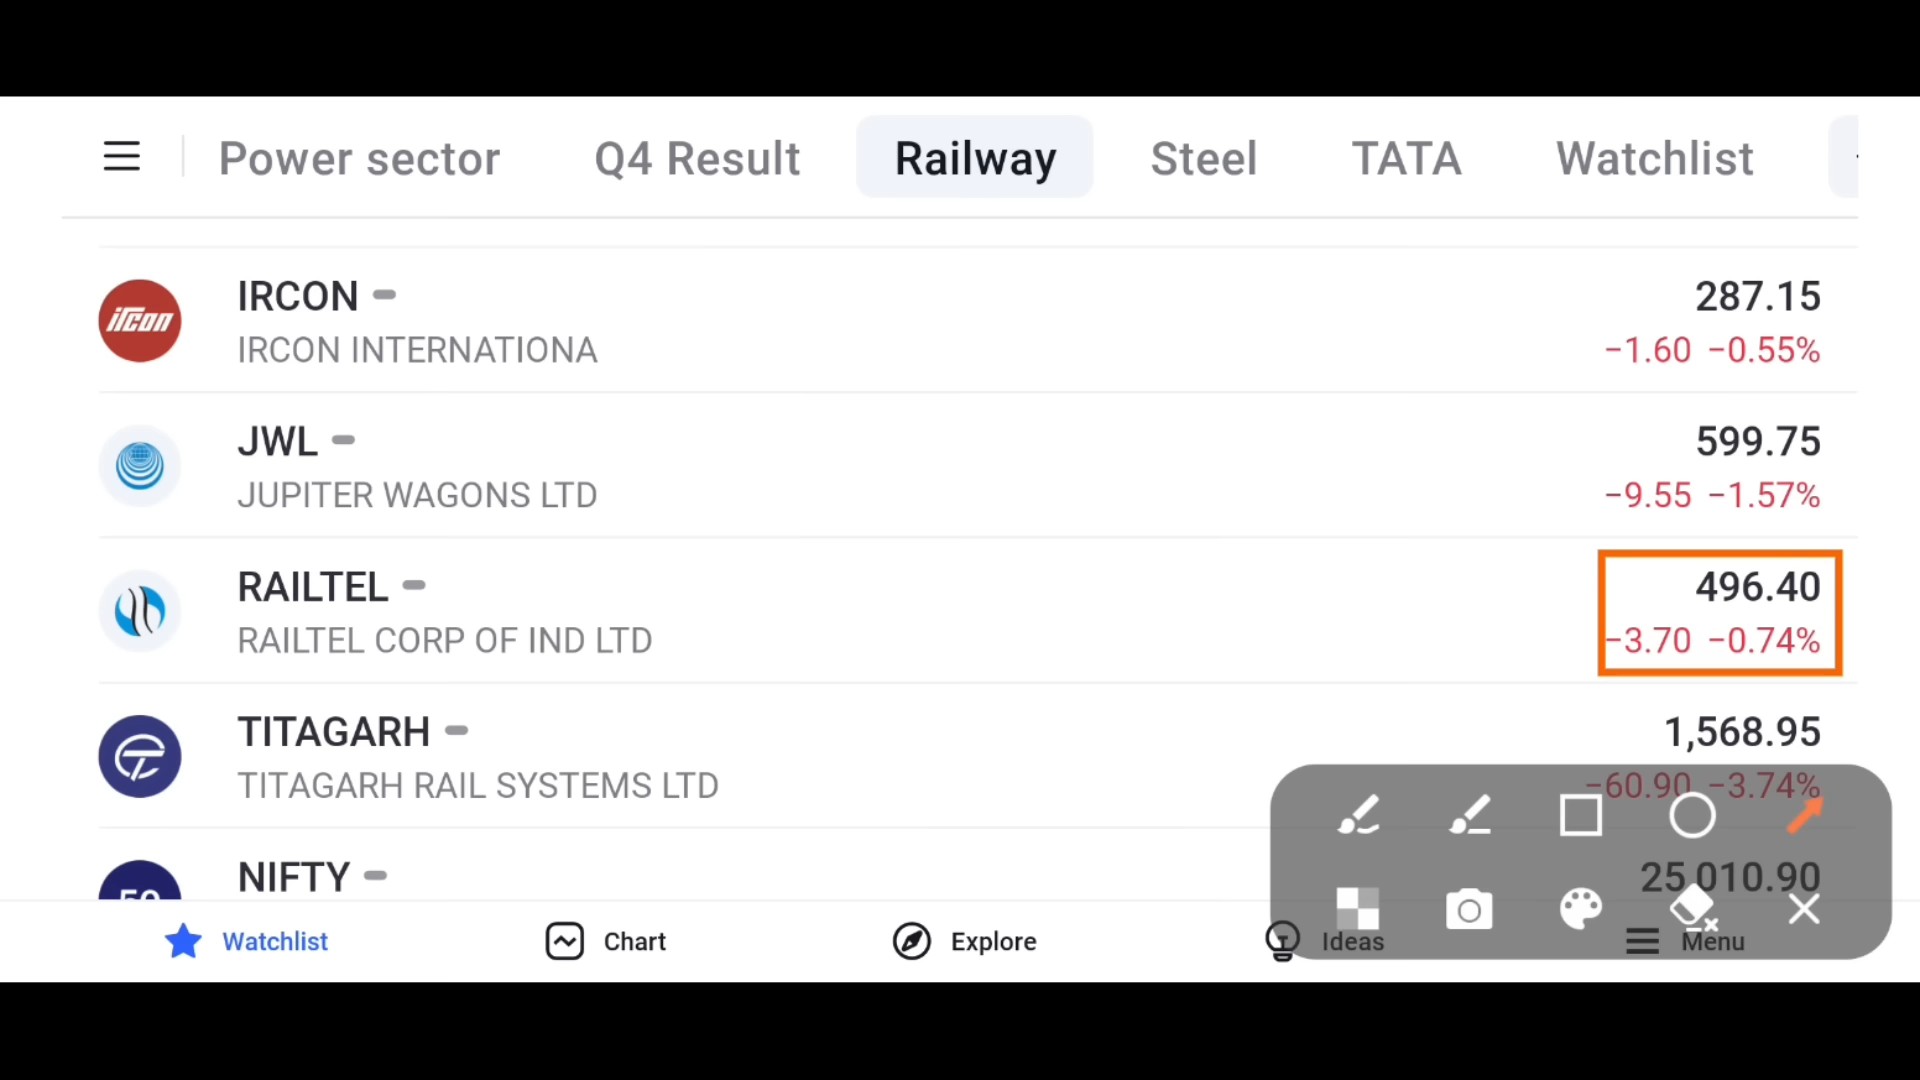 Power sector Q4 Result Railway Steel TATA Watchlist
ircon
IRCON
287.15
IRCON INTERNATIONA
−1.60 −0.55%
JWL
599.75
JUPITER WAGONS LTD
−9.55 −1.57%
RAILTEL
496.40
RAILTEL CORP OF IND LTD
−3.70 −0.74%
TITAGARH
1,568.95
TITAGARH RAIL SYSTEMS LTD
−60.90 −3.74%
50
NIFTY
25,010.90
Watchlist Chart Explore Ideas Menu